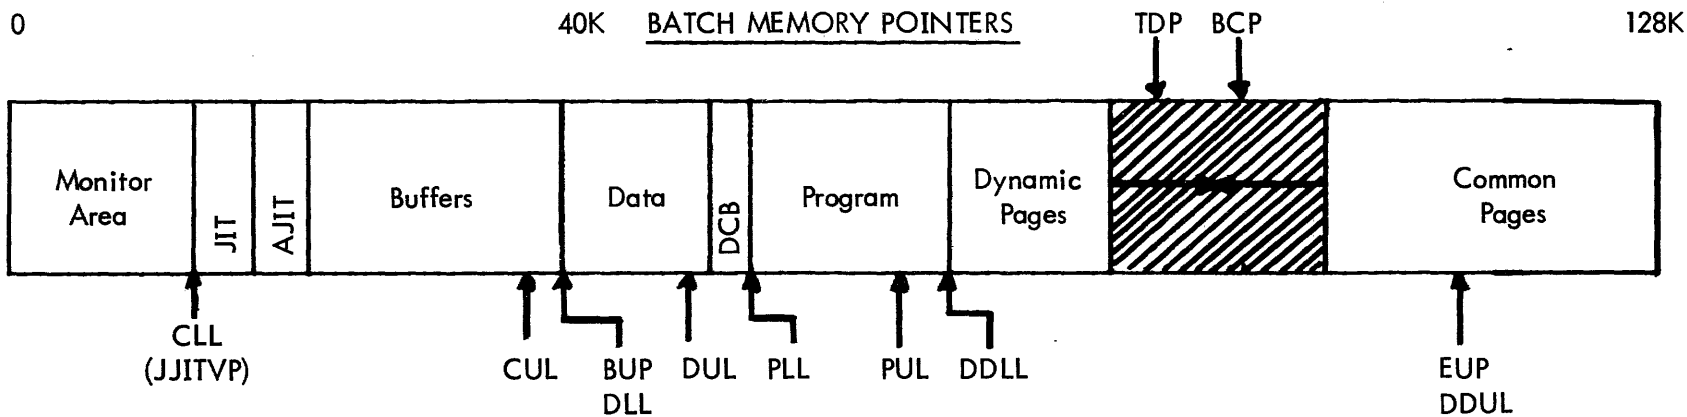 0 40K BATCH MEMORY POINTERS TDP BCP 128K
Monitor
Area
JIT
AJIT
Buffers
Data
DCB
Program
Dynamic
Pages
Common
Pages
CLL
(JJITVP)
CUL
BUP
DLL
DUL
PLL
PUL
DDLL
EUP
DDUL